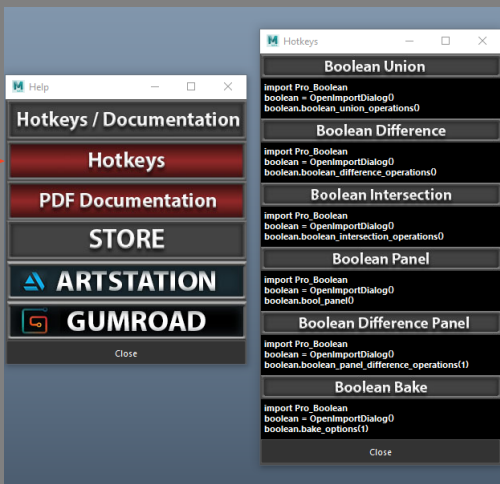 Help
Hotkeys / Documentation
Hotkeys
PDF Documentation
STORE
ARTSTATION
GUMROAD
Close
Hotkeys
Boolean Union
import Pro_Boolean
boolean = OpenImportDialog()
boolean.boolean_union_operations()
Boolean Difference
import Pro_Boolean
boolean = OpenImportDialog()
boolean.boolean_difference_operations()
Boolean Intersection
import Pro_Boolean
boolean = OpenImportDialog()
boolean.boolean_intersection_operations()
Boolean Panel
import Pro_Boolean
boolean = OpenImportDialog()
boolean.bool_panel()
Boolean Difference Panel
import Pro_Boolean
boolean = OpenImportDialog()
boolean.boolean_panel_difference_operations(1)
Boolean Bake
import Pro_Boolean
boolean = OpenImportDialog()
boolean.bake_options(1)
Close